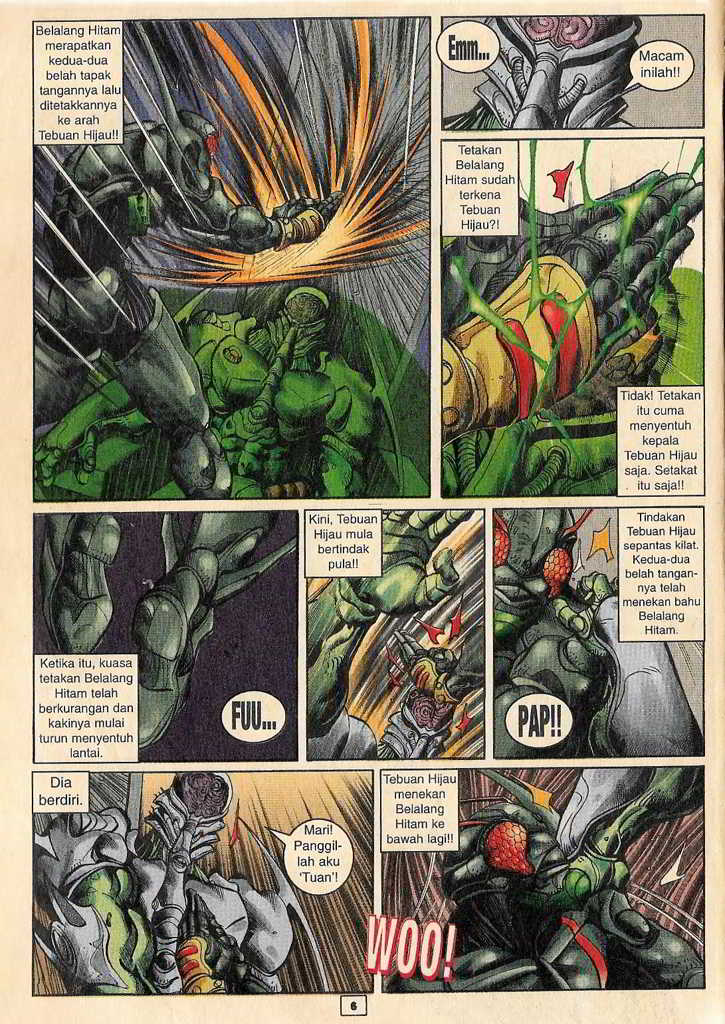 Belalang Hitam
merapatkan
kedua-dua
belah tapak
tangannya lalu
ditetakkannya
ke arah
Tebuan Hijau!!
Emm...
Macam
inilah!!
Tetakan
Belalang
Hitam sudah
terkena
Tebuan
Hijau?!
Tidak! Tetakan
itu cuma
menyentuh
kepala
Tebuan Hijau
saja. Setakat
itu saja!!
Ketika itu, kuasa
tetakan Belalang
Hitam telah
berkurangan dan
kakinya mulai
turun menyentuh
lantai.
FUU...
Kini, Tebuan
Hijau mula
bertindak
pula!!
Tindakan
Tebuan Hijau
sepantas kilat.
Kedua-dua
belah tangan-
nya telah
menekan bahu
Belalang
Hitam.
PAP!!
Dia
berdiri.
Mari!
Panggil-
lah aku
'Tuan'!
Tebuan Hijau
menekan
Belalang
Hitam ke
bawah lagi!!
WOO!
6